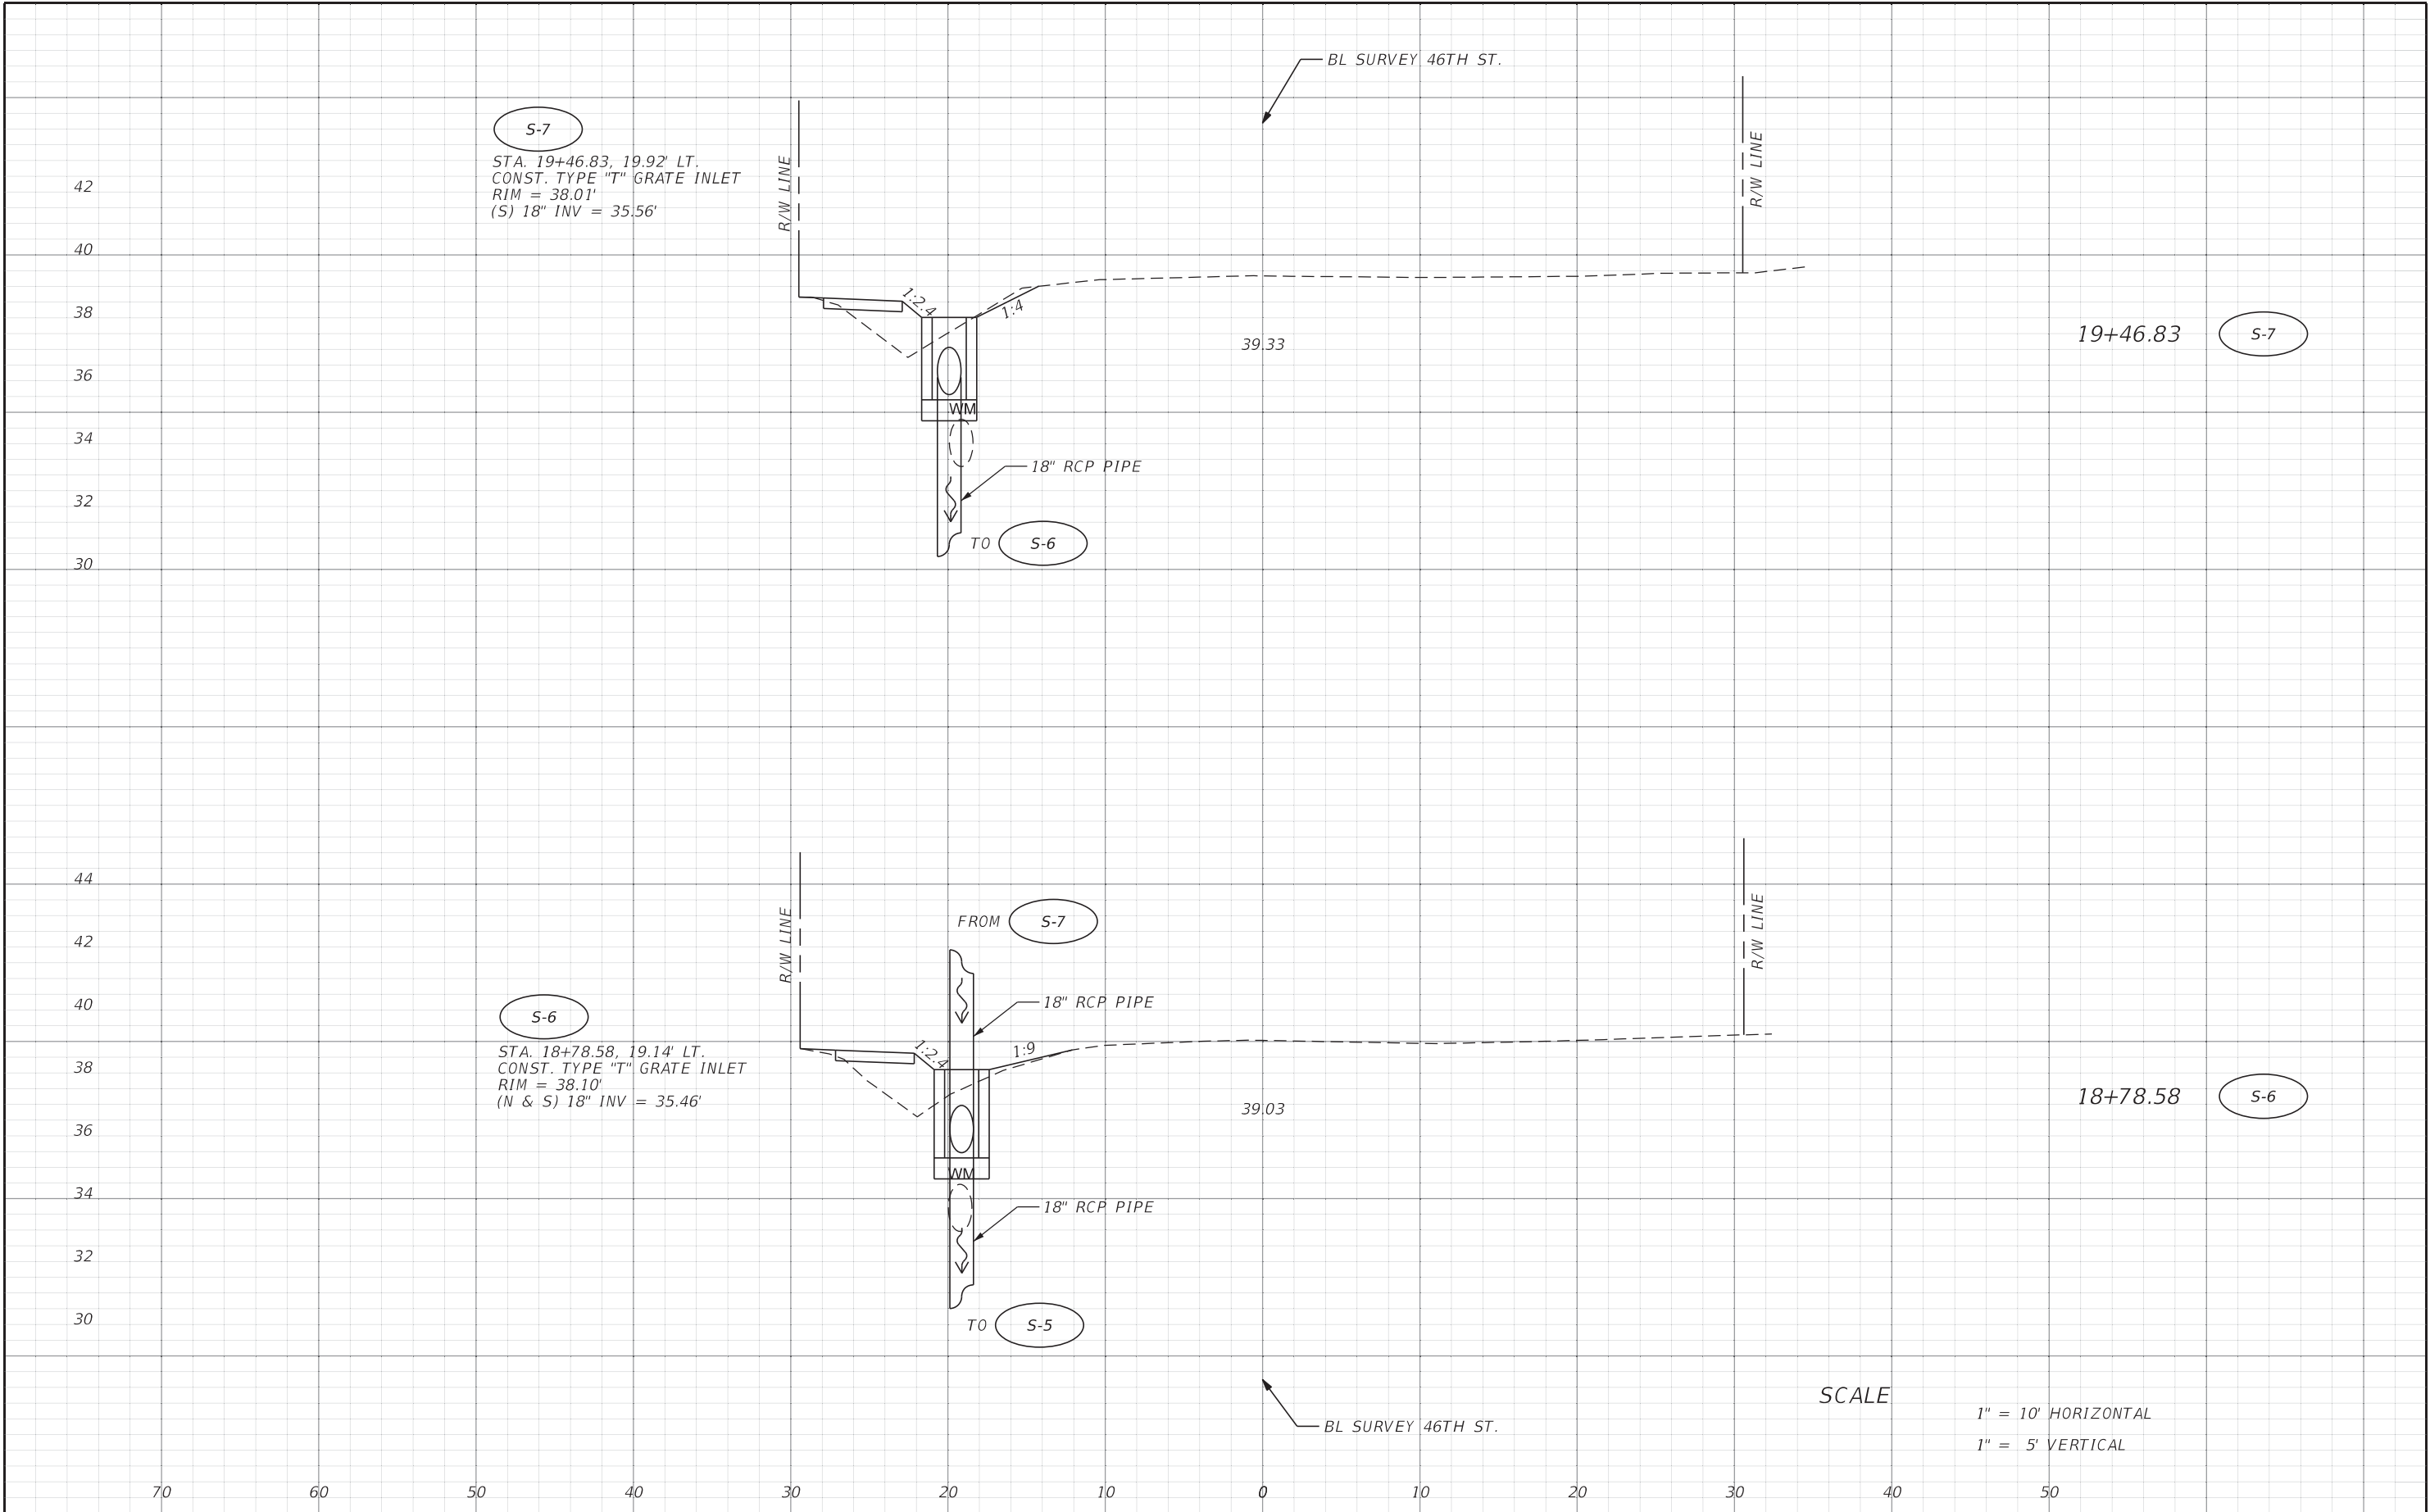 BL SURVEY 46TH ST.
S-7
STA. 19+46.83, 19.92' LT.
CONST. TYPE "T" GRATE INLET
RIM = 38.01'
(S) 18" INV = 35.56'
R/W LINE
R/W LINE
42
40
38
36
34
32
30
1:2.4
1:4
39.33
19+46.83
S-7
WM
18" RCP PIPE
TO S-6
44
42
40
38
36
34
32
30
R/W LINE
R/W LINE
FROM S-7
18" RCP PIPE
S-6
STA. 18+78.58, 19.14' LT.
CONST. TYPE "T" GRATE INLET
RIM = 38.10'
(N & S) 18" INV = 35.46'
1:2.4
1:9
39.03
18+78.58
S-6
WM
18" RCP PIPE
TO S-5
BL SURVEY 46TH ST.
SCALE
1" = 10' HORIZONTAL
1" = 5' VERTICAL
70 60 50 40 30 20 10 0 10 20 30 40 50